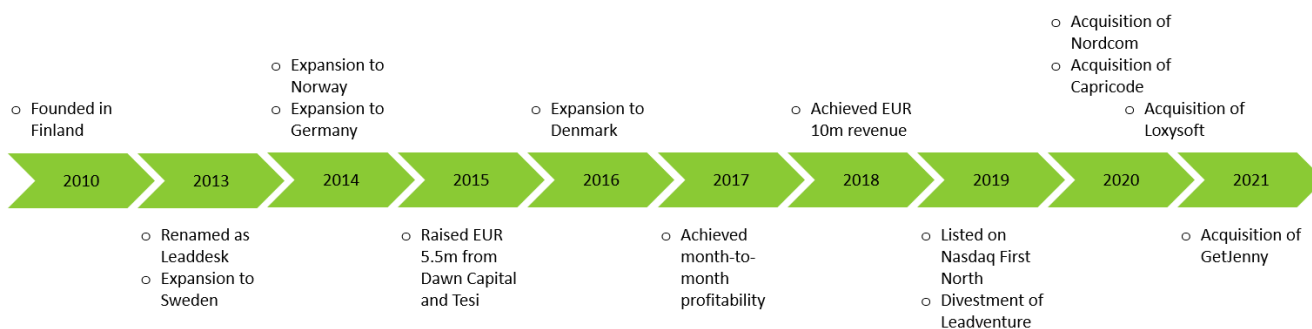 o Acquisition of
Nordcom
o Acquisition of
Capricode
o Expansion to
Norway
o Expansion to
Germany
o Founded in
Finland
o Expansion to
Denmark
o Achieved EUR
10m revenue
o Acquisition of
Loxysoft
2010 2013 2014 2015 2016 2017 2018 2019 2020 2021
o Renamed as
Leaddesk
o Expansion to
Sweden
o Raised EUR
5.5m from
Dawn Capital
and Tesi
o Achieved
month-to-
month
profitability
o Listed on
Nasdaq First
North
o Divestment of
Leadventure
o Acquisition of
GetJenny